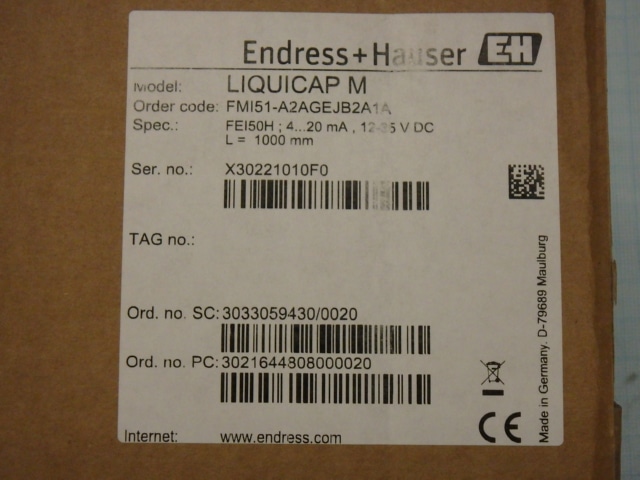 Endress+Hauser EH
Model: LIQUICAP M
Order code: FMI51-A2AGEJB2A1A
Spec.: FEI50H ; 4...20 mA , 12-35 V DC
L = 1000 mm
Ser. no.: X30221010F0
TAG no.:
Ord. no. SC: 3033059430/0020
Ord. no. PC: 3021644808000020
Internet: www.endress.com
CE
Made in Germany. D-79689 Maulburg